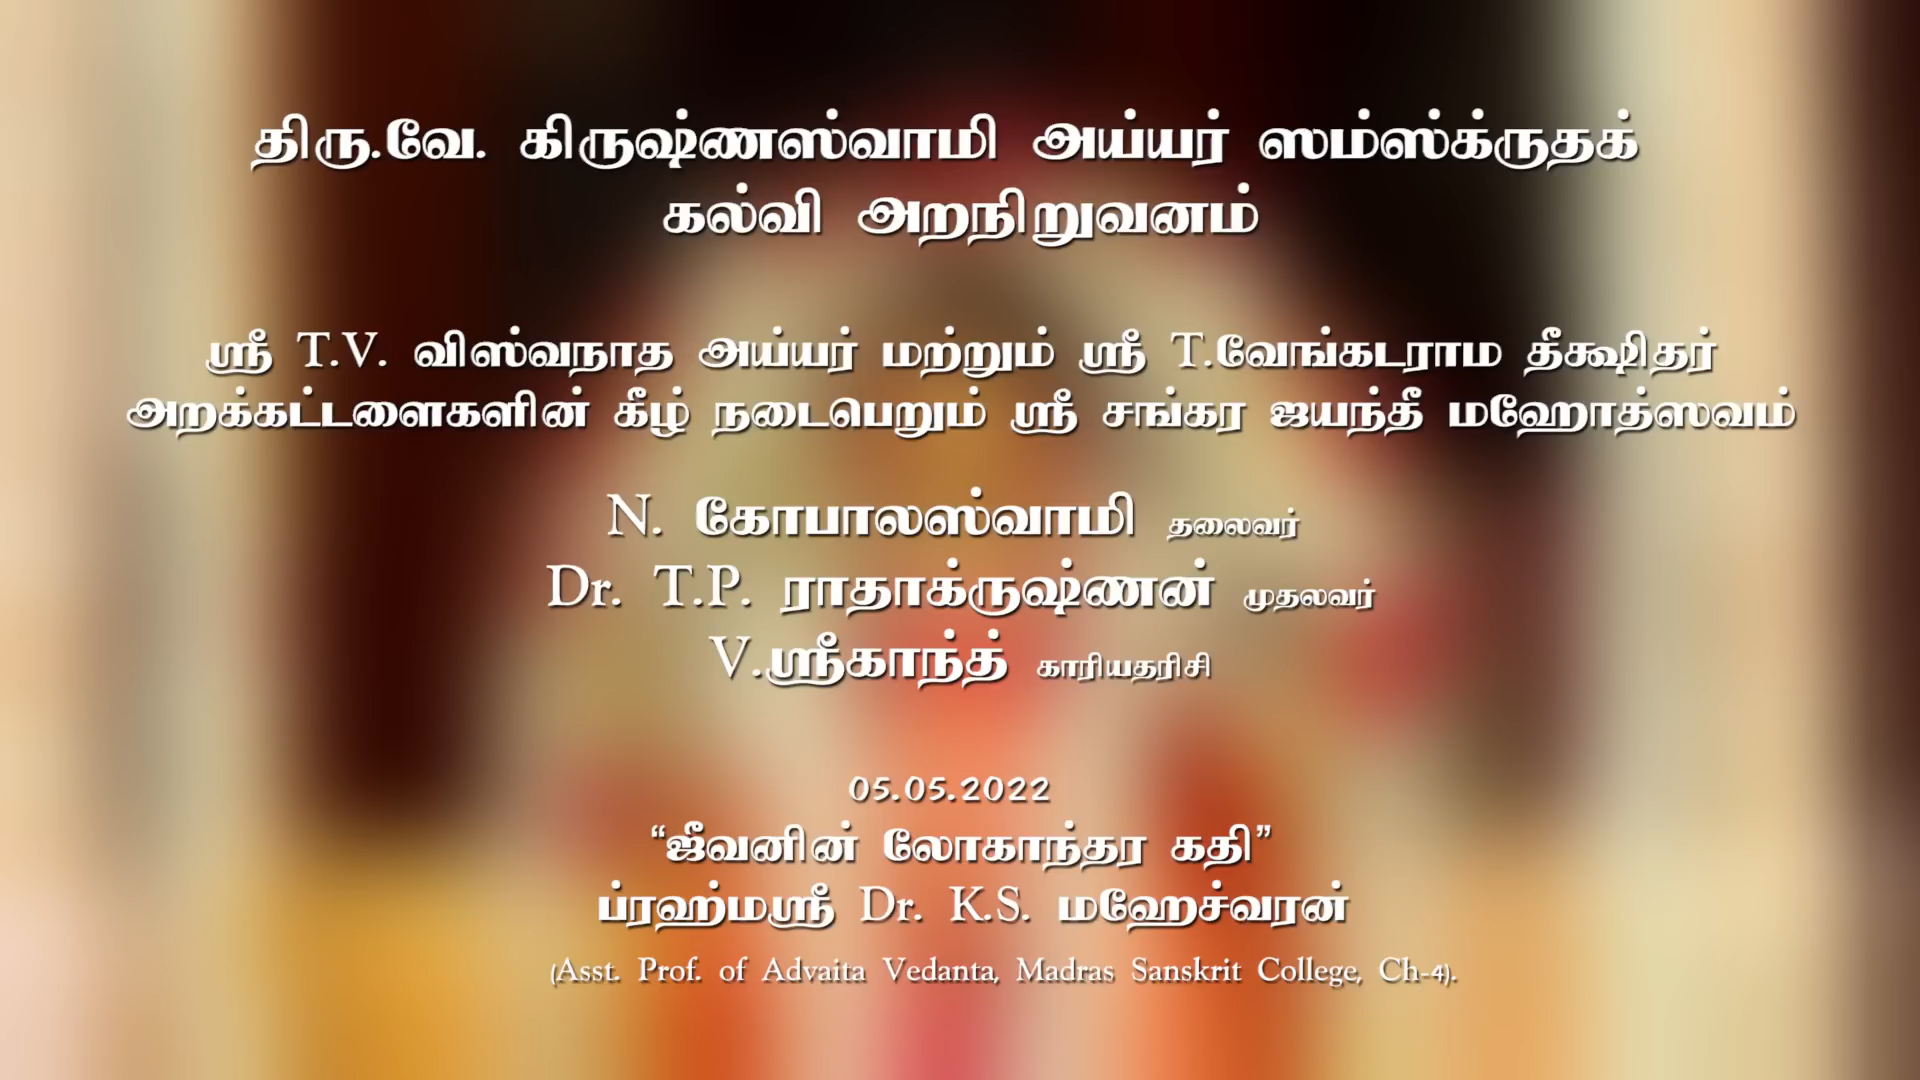 திரு.வே. கிருஷ்ணஸ்வாமி அய்யர் ஸம்ஸ்க்ருதக்
கல்வி அறநிறுவனம்
ஸ்ரீ T.V. விஸ்வநாத அய்யர் மற்றும் ஸ்ரீ T.வேங்கடராம தீக்ஷிதர்
அறக்கட்டளைகளின் கீழ் நடைபெறும் ஸ்ரீ சங்கர ஜயந்தீ மஹோத்ஸவம்
N. கோபாலஸ்வாமி தலைவர்
Dr. T.P. ராதாக்ருஷ்ணன் முதலவர்
V.ஸ்ரீகாந்த் காரியதரிசி
05.05.2022
“ஜீவனின் லோகாந்தர கதி”
ப்ரஹ்மஸ்ரீ Dr. K.S. மஹேச்வரன்
(Asst. Prof. of Advaita Vedanta, Madras Sanskrit College, Ch-4).